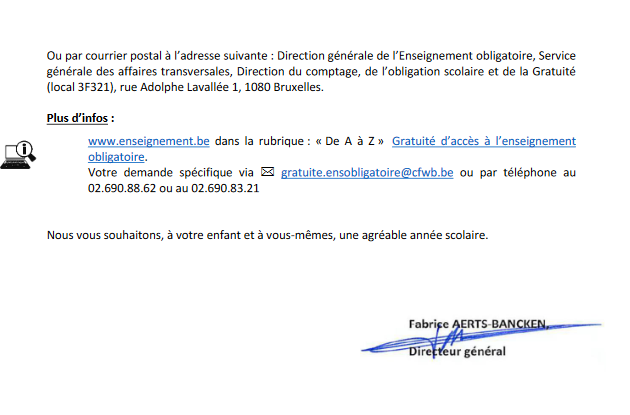 Ou par courrier postal à l’adresse suivante : Direction générale de l’Enseignement obligatoire, Service
générale des affaires transversales, Direction du comptage, de l’obligation scolaire et de la Gratuité
(local 3F321), rue Adolphe Lavallée 1, 1080 Bruxelles.
Plus d’infos :
www.enseignement.be dans la rubrique : « De A à Z » Gratuité d’accès à l’enseignement
obligatoire.
Votre demande spécifique via ✉ gratuite.ensobligatoire@cfwb.be ou par téléphone au
02.690.88.62 ou au 02.690.83.21
Nous vous souhaitons, à votre enfant et à vous-mêmes, une agréable année scolaire.
Fabrice AERTS-BANCKEN,
Directeur général